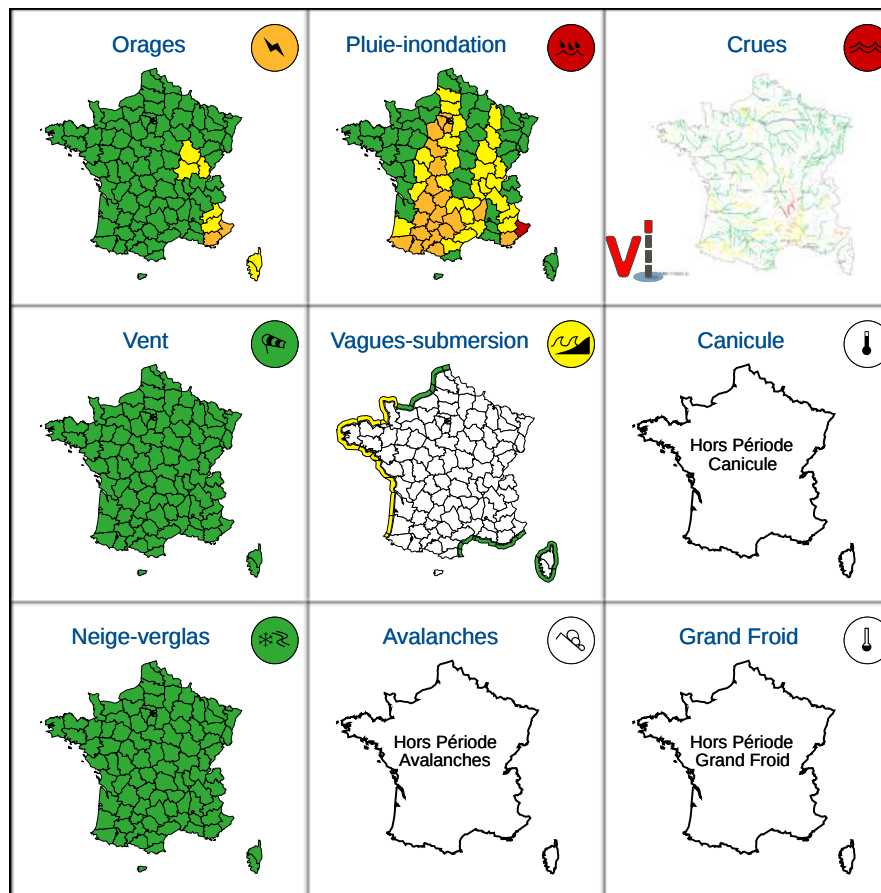 Orages
Pluie-inondation
Crues
Vi
Vent
Vagues-submersion
Canicule
Hors Période
Canicule
Neige-verglas
Avalanches
Grand Froid
Hors Période
Avalanches
Hors Période
Grand Froid